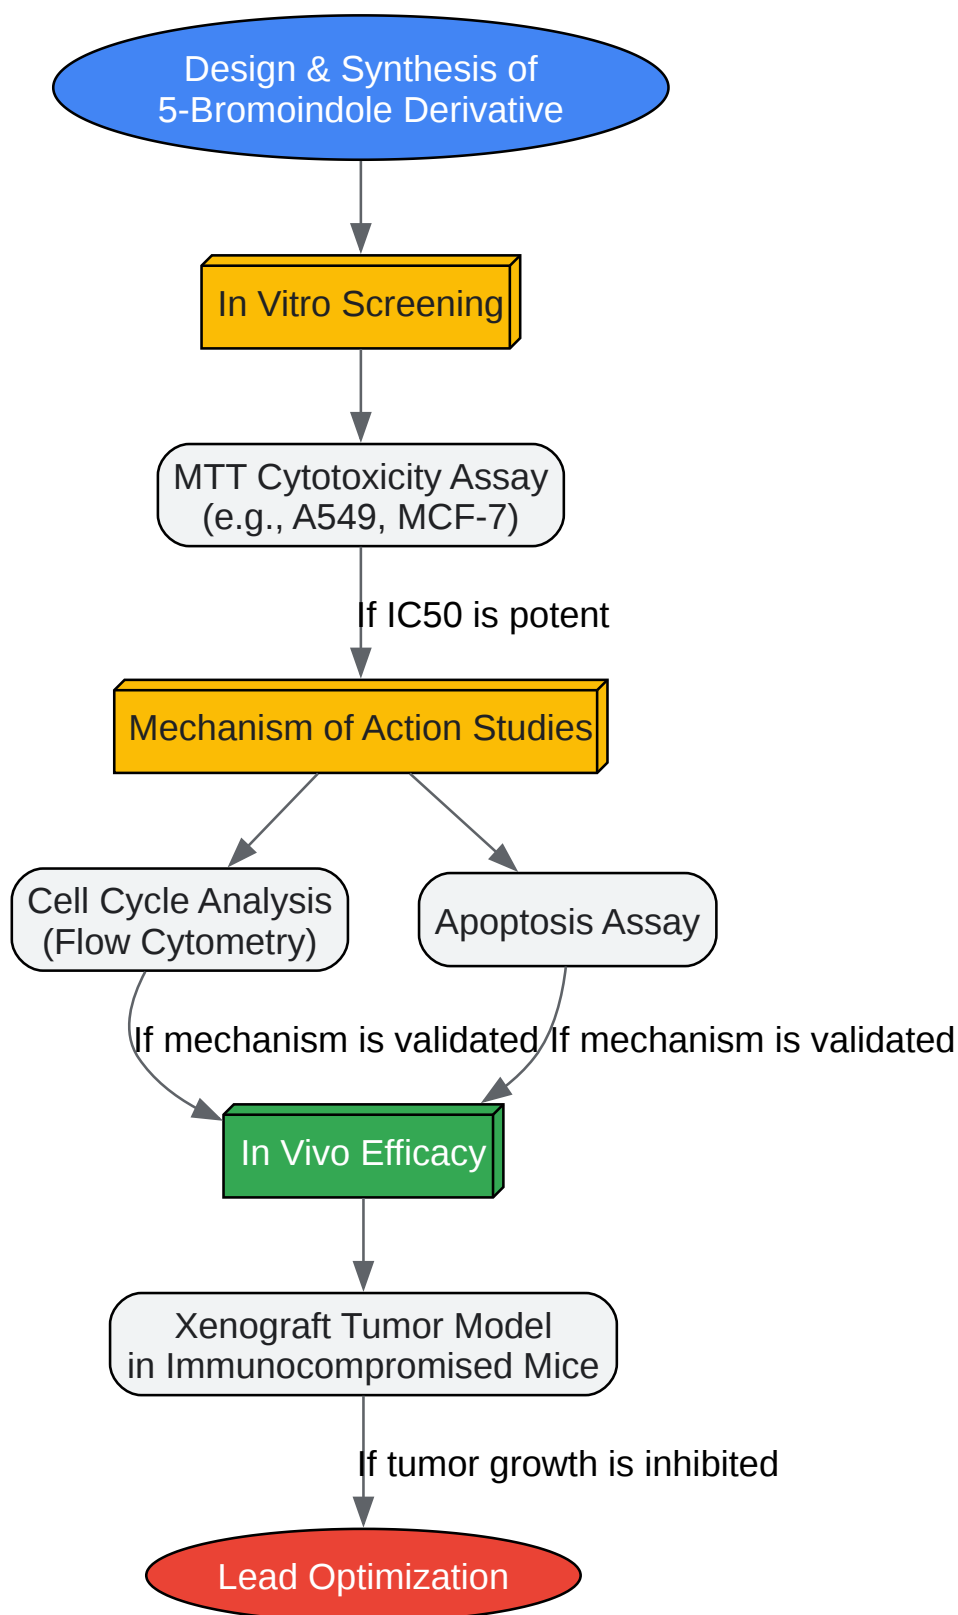 Design & Synthesis of
5-Bromoindole Derivative
In Vitro Screening
MTT Cytotoxicity Assay
(e.g., A549, MCF-7)
If IC50 is potent
Mechanism of Action Studies
Cell Cycle Analysis
(Flow Cytometry)
Apoptosis Assay
If mechanism is validated
If mechanism is validated
In Vivo Efficacy
Xenograft Tumor Model
in Immunocompromised Mice
If tumor growth is inhibited
Lead Optimization